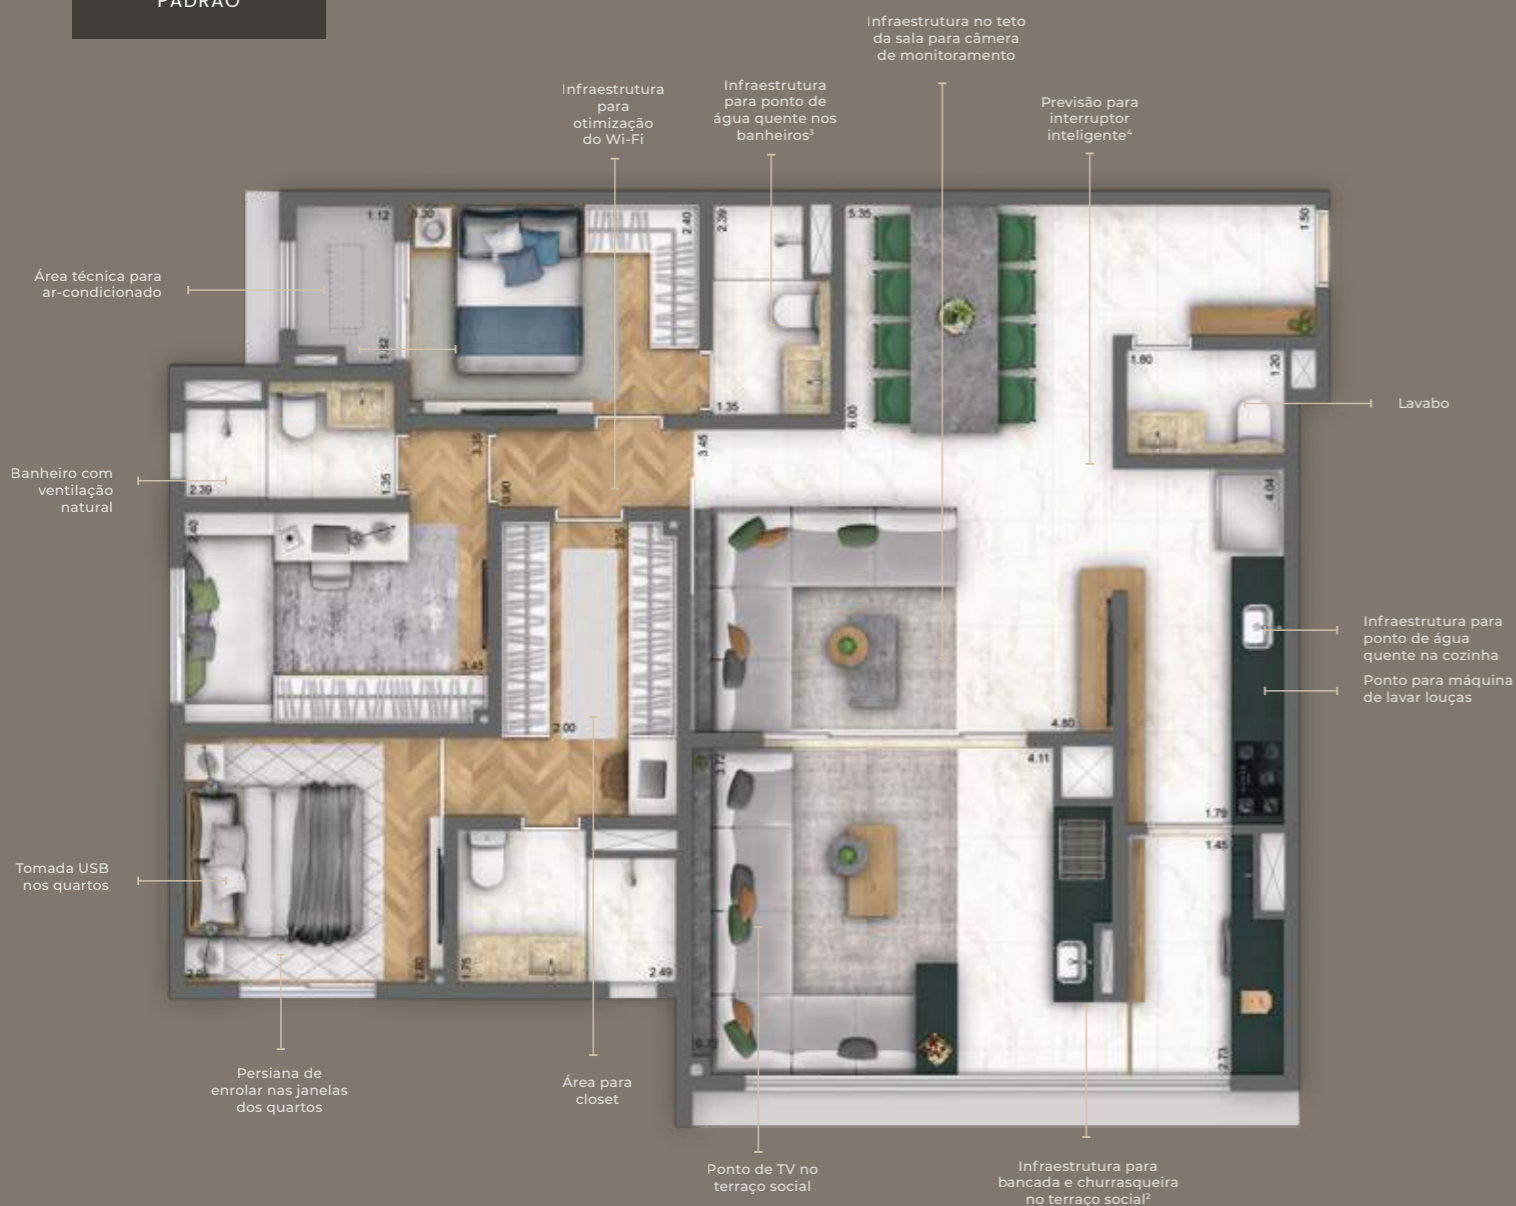 PADRÃO
Infraestrutura no teto
da sala para câmera
de monitoramento
Infraestrutura
para
otimização
do Wi-Fi
Infraestrutura
para ponto de
água quente nos
banheiros³
Previsão para
interruptor
inteligente⁴
1.12
2.40
2.39
5.35
1.50
Área técnica para
ar-condicionado
1.32
1.35
6.00
1.60
1.20
Lavabo
Banheiro com
ventilação
natural
2.39
1.35
3.35
0.90
3.45
4.04
2.40
3.45
2.00
4.80
Infraestrutura para
ponto de água
quente na cozinha
Ponto para máquina
de lavar louças
3.72
4.11
1.79
1.45
Tomada USB
nos quartos
1.75
2.49
2.73
Persiana de
enrolar nas janelas
dos quartos
Área para
closet
Ponto de TV no
terraço social
Infraestrutura para
bancada e churrasqueira
no terraço social²